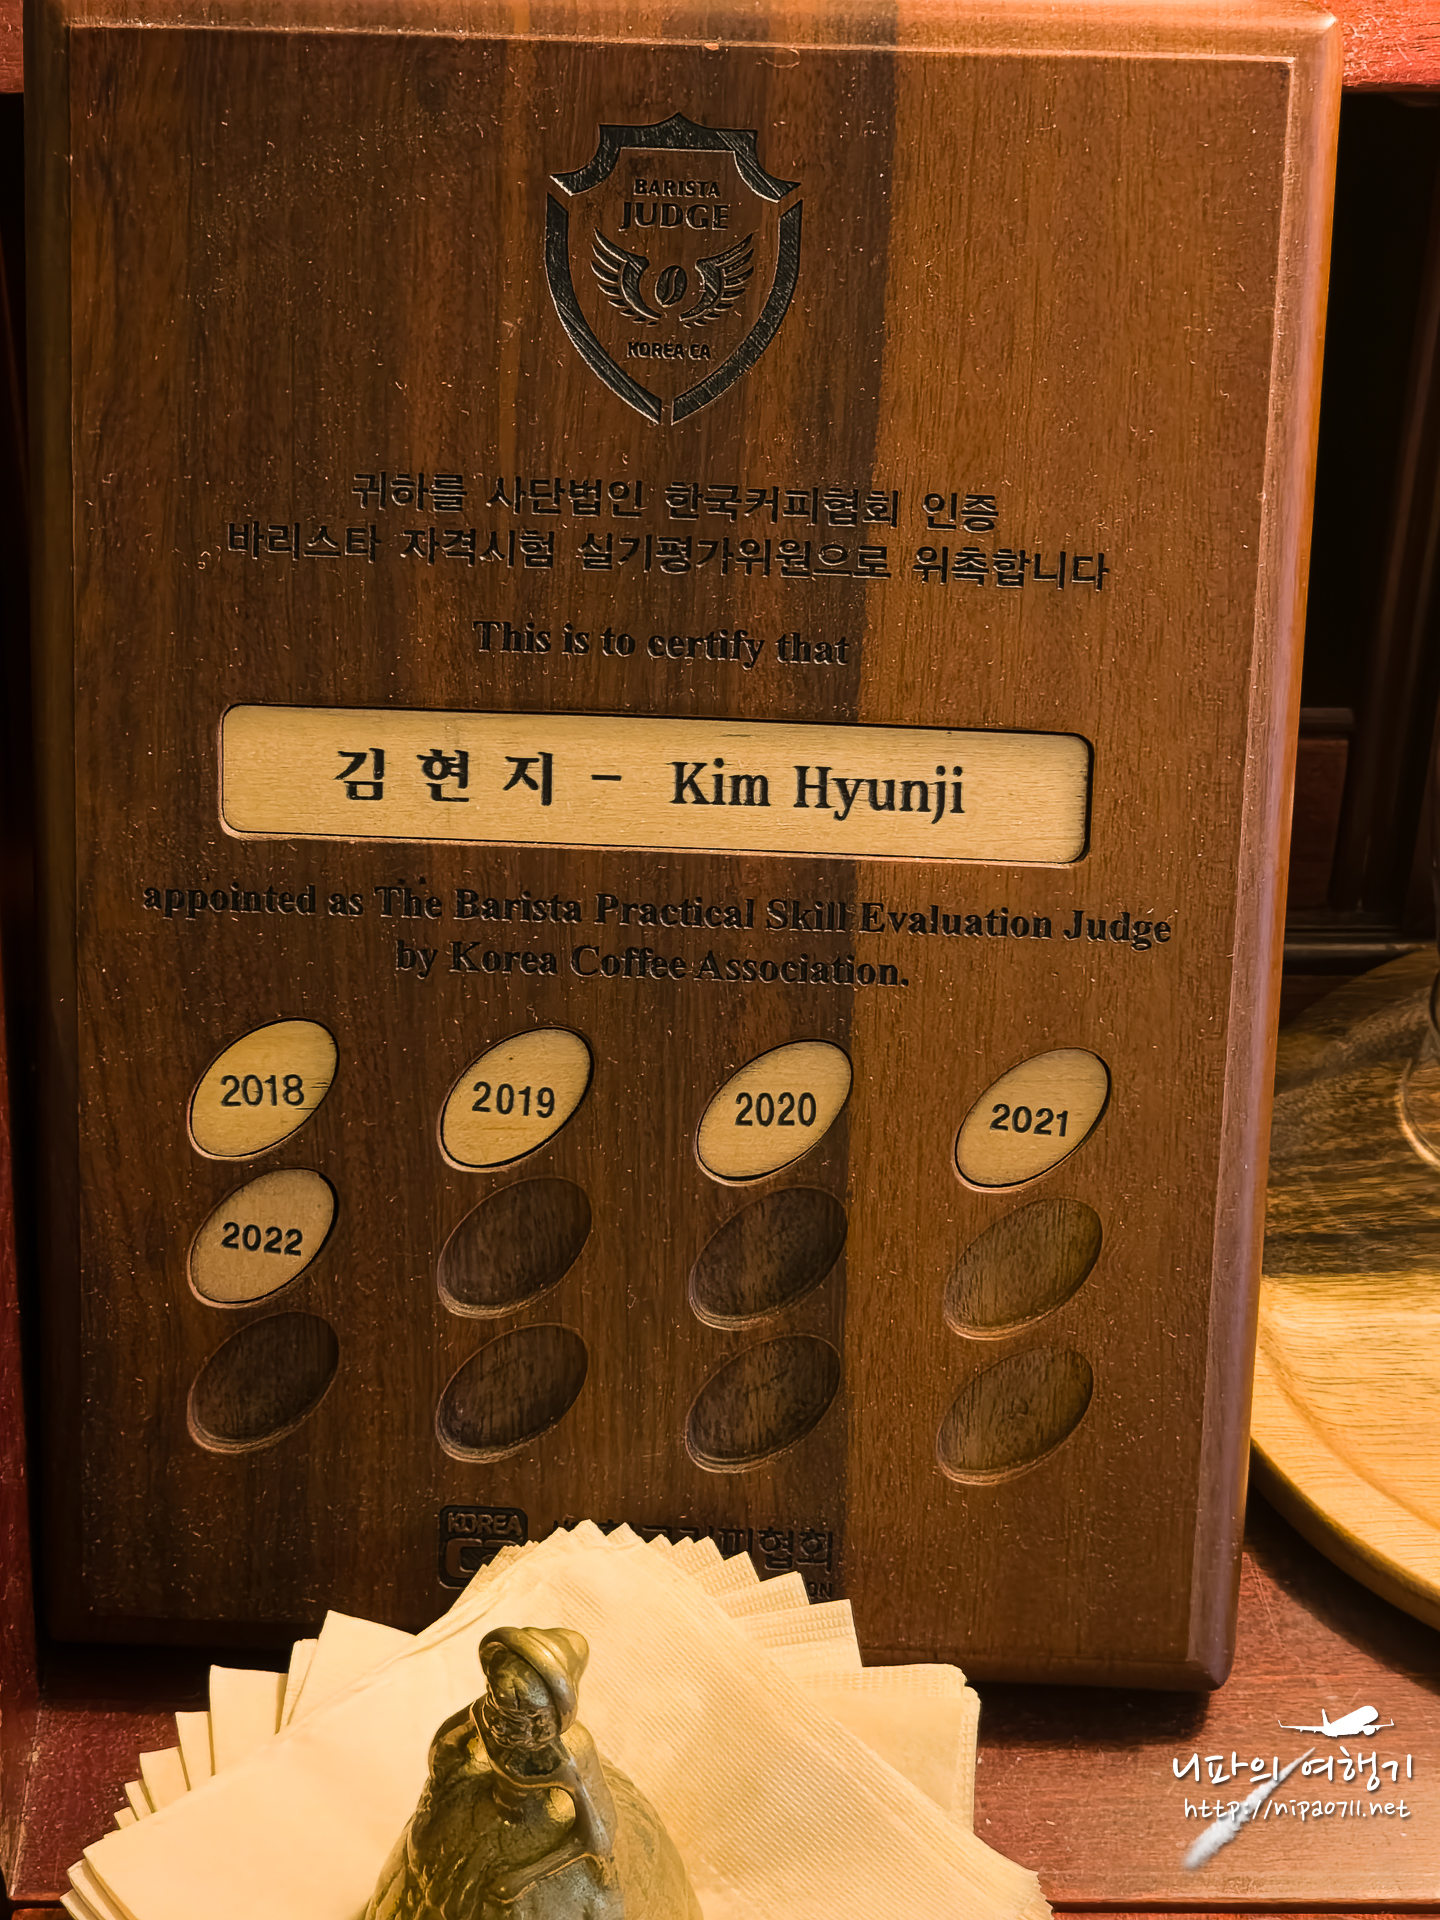 BARISTA
JUDGE
KOREA CA
귀하를 사단법인 한국커피협회 인증
바리스타 자격시험 실기평가위원으로 위촉합니다
This is to certify that
김 현 지 - Kim Hyunji
appointed as The Barista Practical Skill Evaluation Judge
by Korea Coffee Association.
2018 2019 2020 2021
2022
KOREA
니파의 여행기
http://nipa0711.net